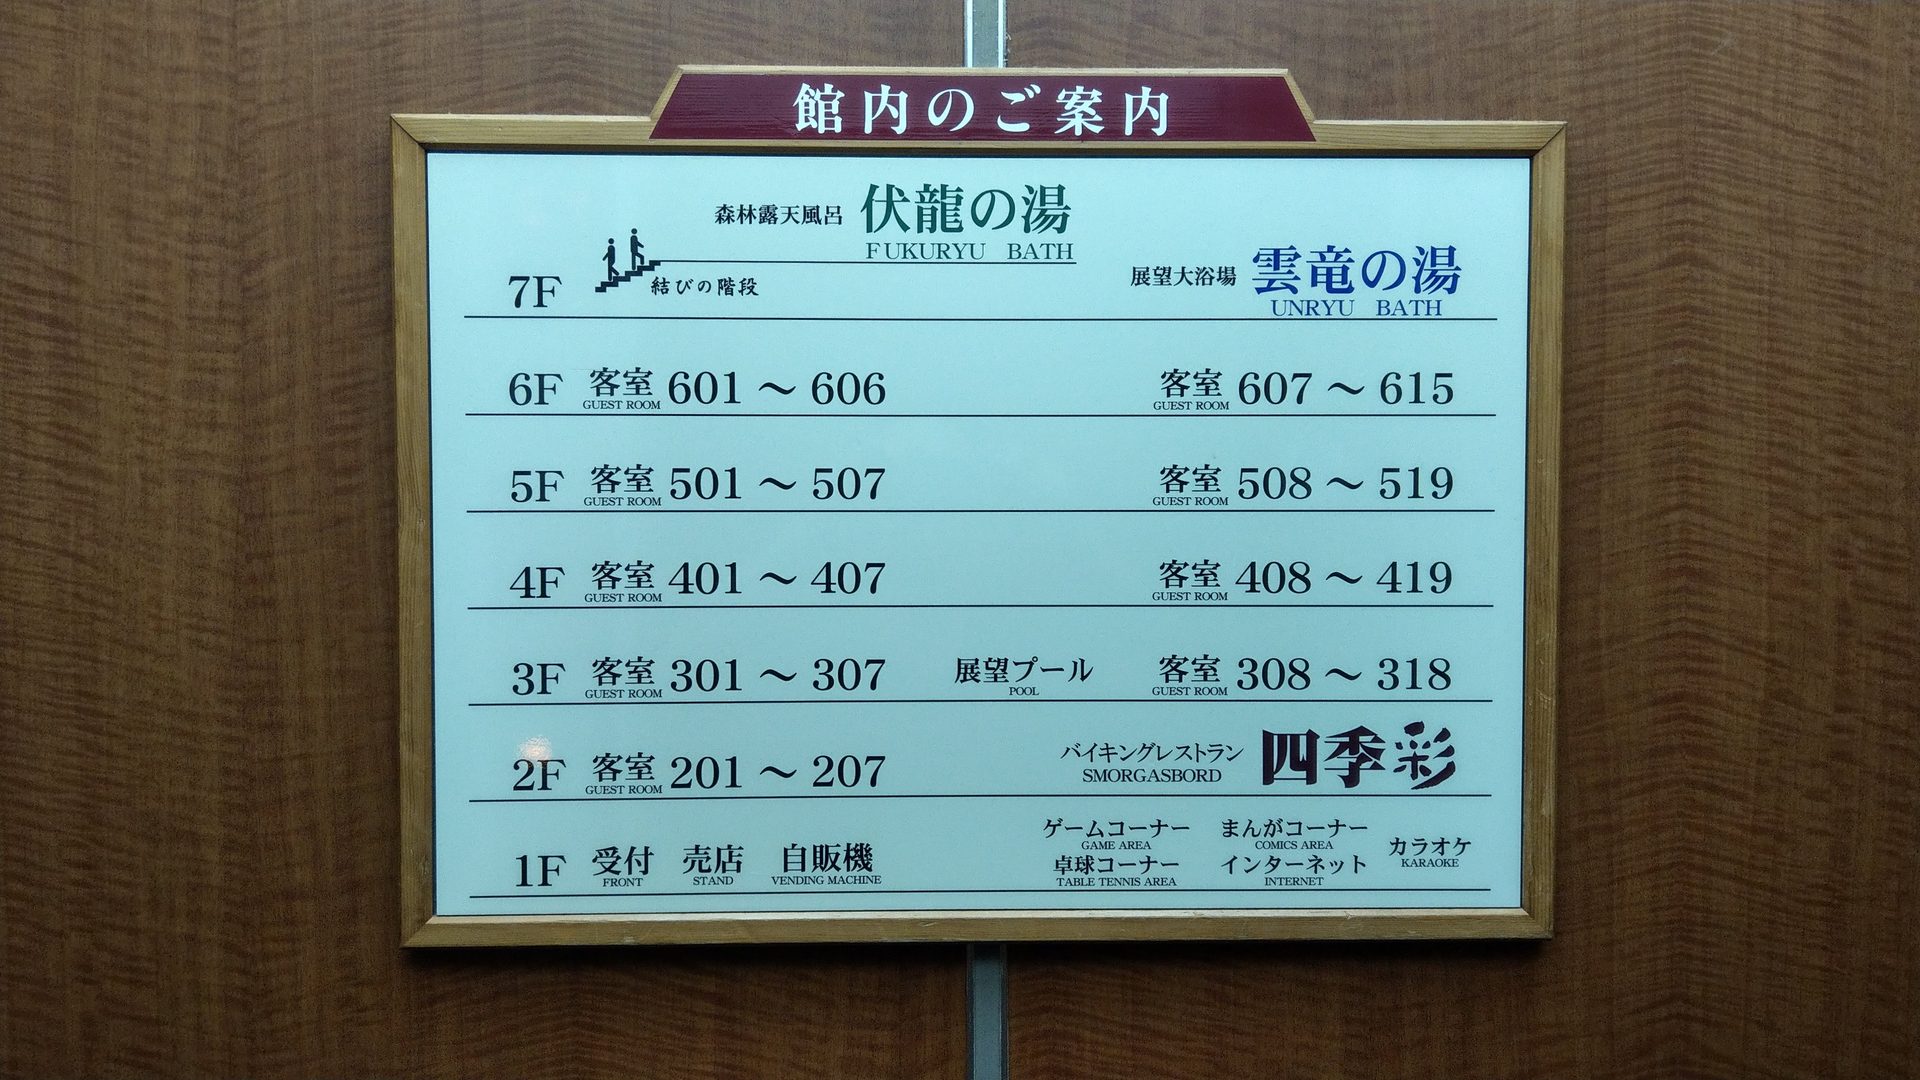 館内のご案内
森林露天風呂 伏龍の湯
FUKURYU BATH
結びの階段
展望大浴場 雲竜の湯
UNRYU BATH
7F
6F 客室 601 ～ 606 客室 607 ～ 615
GUEST ROOM GUEST ROOM
5F 客室 501 ～ 507 客室 508 ～ 519
GUEST ROOM GUEST ROOM
4F 客室 401 ～ 407 客室 408 ～ 419
GUEST ROOM GUEST ROOM
3F 客室 301 ～ 307 展望プール 客室 308 ～ 318
GUEST ROOM POOL GUEST ROOM
2F 客室 201 ～ 207 バイキングレストラン 四季彩
GUEST ROOM SMORGASBORD
1F 受付 売店 自販機
FRONT STAND VENDING MACHINE
ゲームコーナー まんがコーナー カラオケ
GAME AREA COMICS AREA KARAOKE
卓球コーナー インターネット
TABLE TENNIS AREA INTERNET